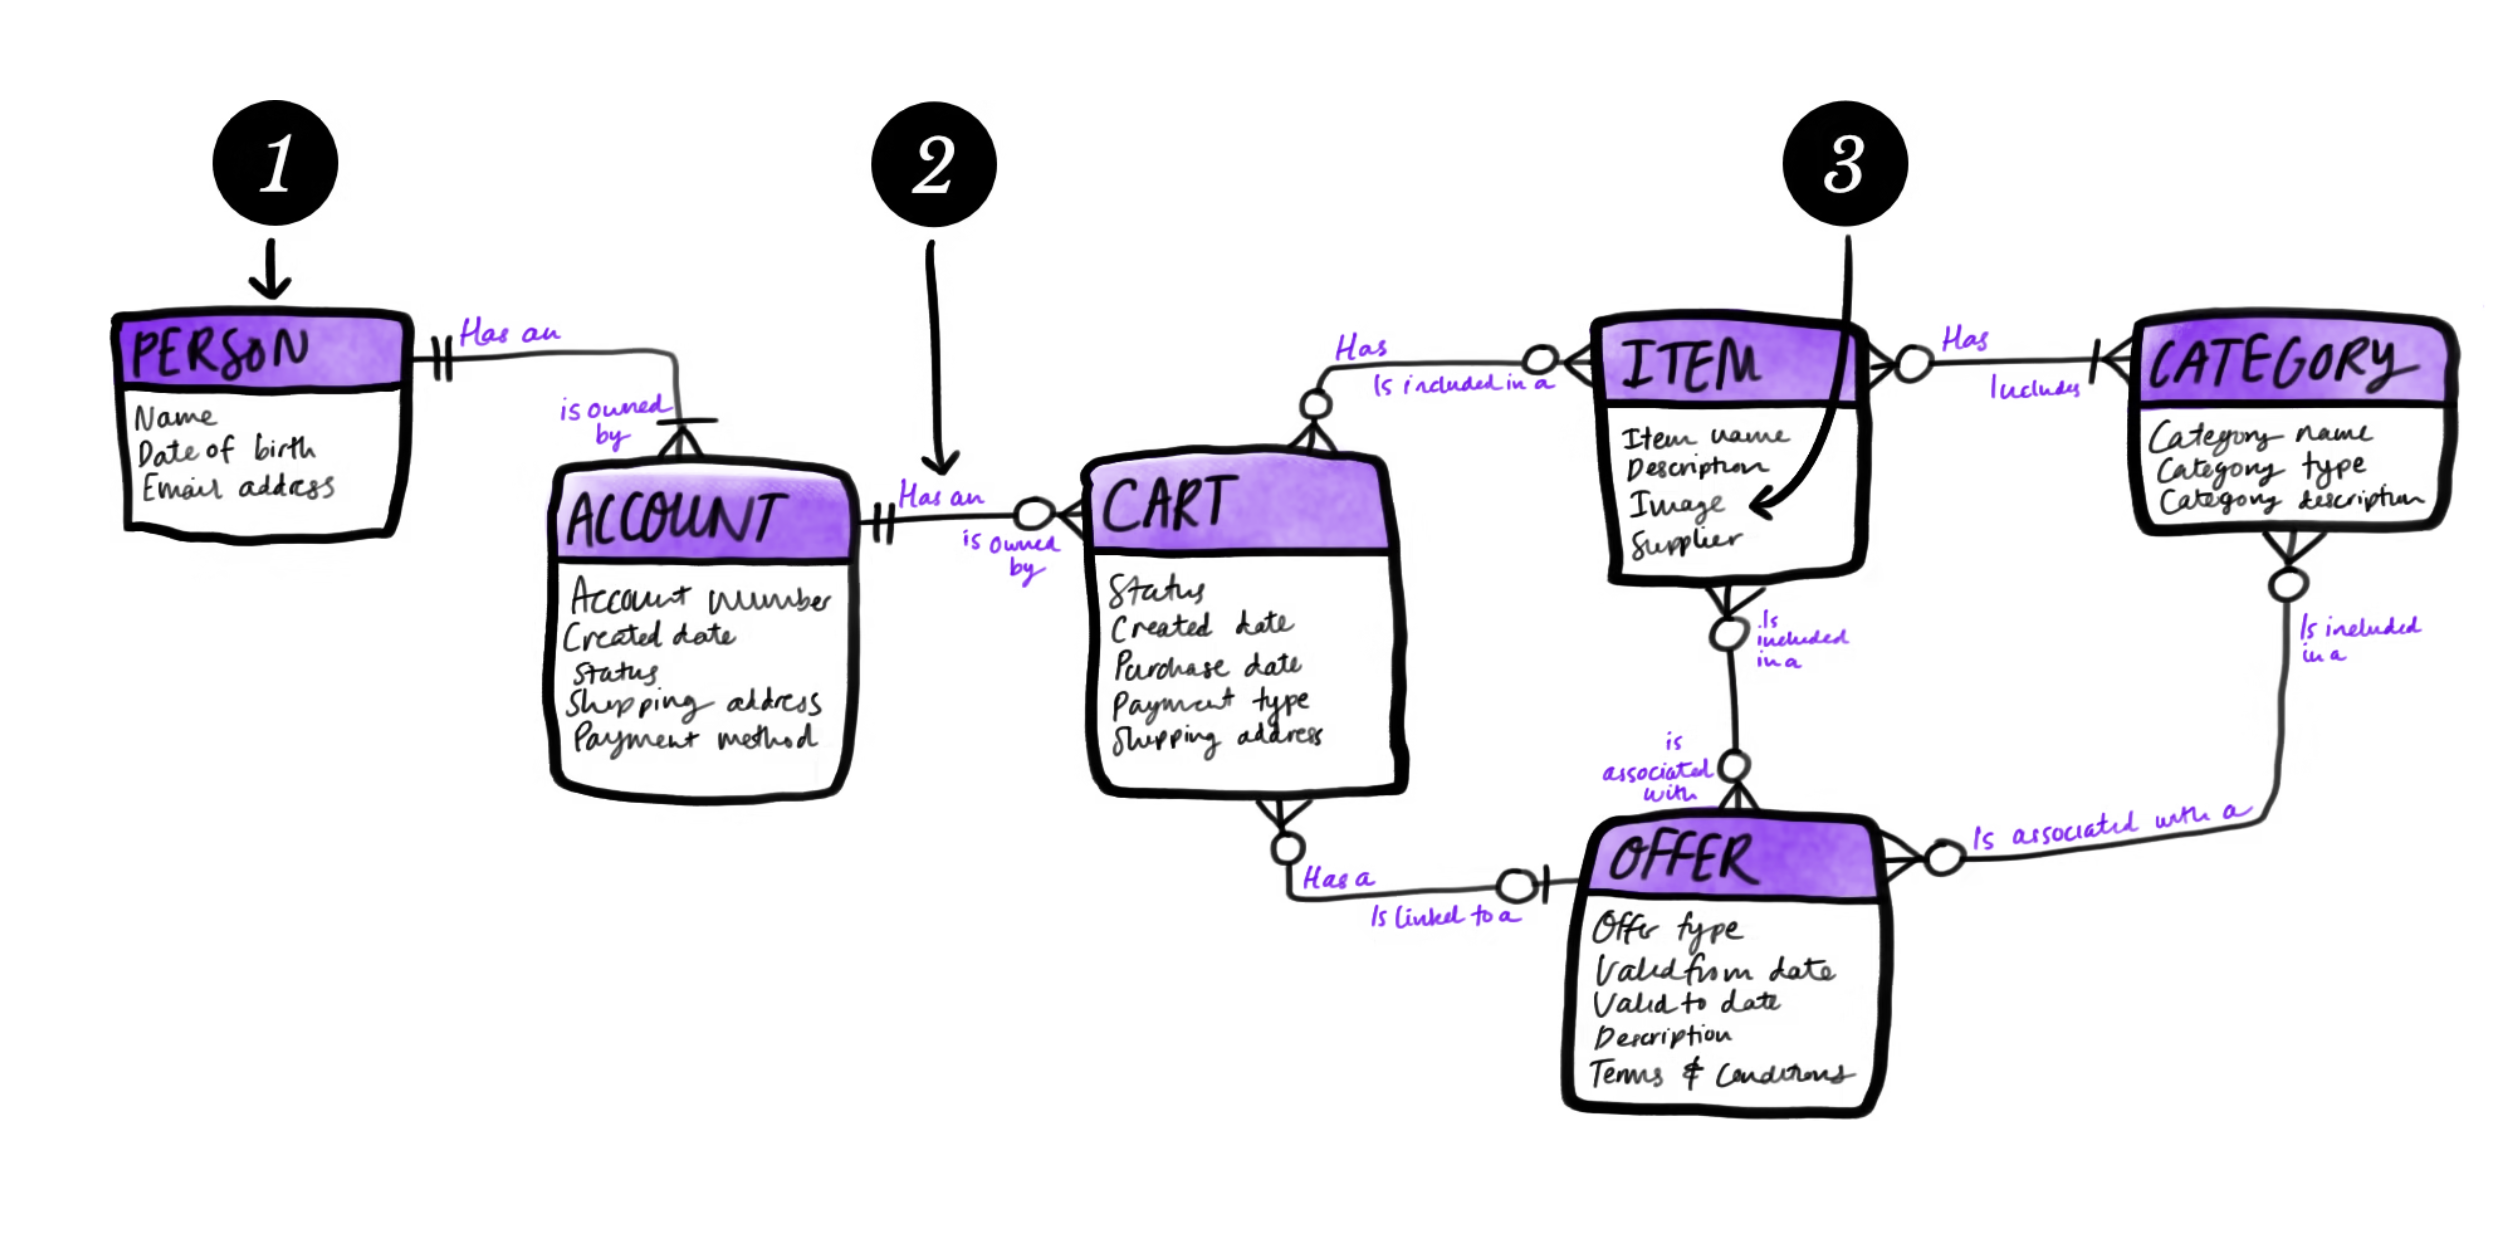 1
2
3
PERSON
Name
Date of birth
Email address
Has an
is owned
by
ACCOUNT
Account number
Created date
Status
Shipping address
Payment method
Has an
is owned
by
CART
Status
Created date
Purchase date
Payment type
Shipping address
Has
Is included in a
ITEM
Item name
Description
Image
Supplier
Has
Includes
CATEGORY
Category name
Category type
Category description
Is
included
in a
is
associated
with
Is included
in a
Is associated with a
Has a
Is linked to a
OFFER
Offer type
Valid from date
Valid to date
Description
Terms & Conditions